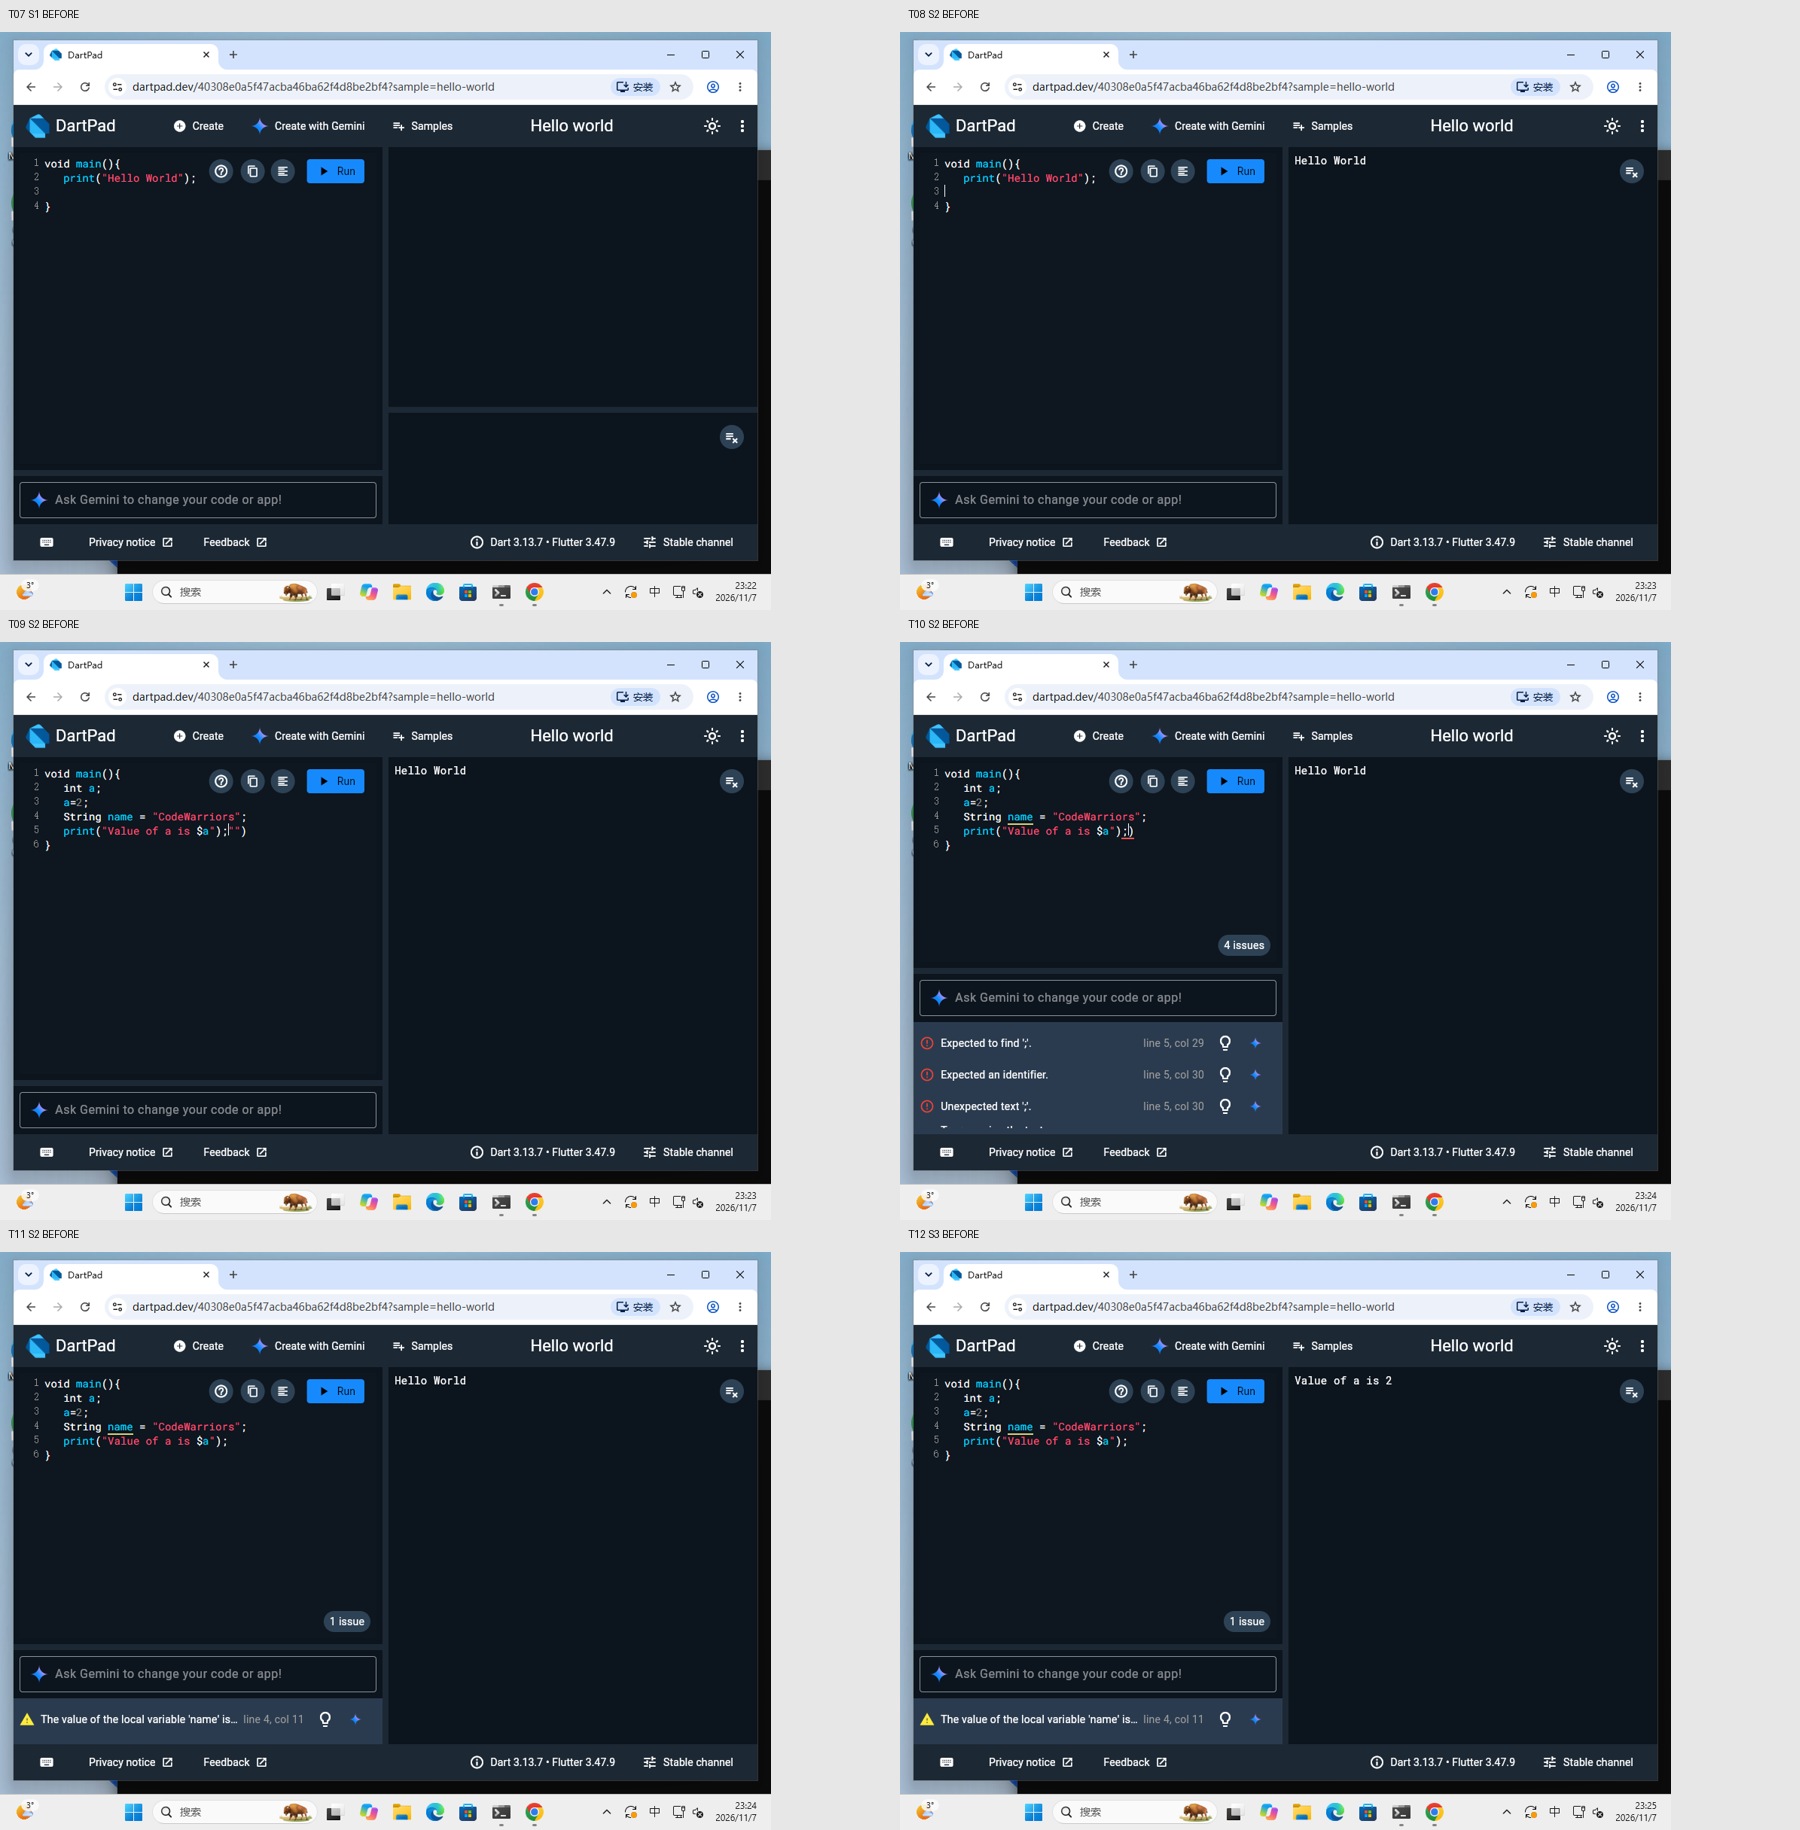 T07 S1 BEFORE
DartPad
dartpad.dev/40308e0a5f47acba46ba62f4d8be2bf4?sample=hello-world
安装
DartPad
Create
Create with Gemini
Samples
Hello world
1 void main(){
2 print("Hello World");
3
4 }
Run
Ask Gemini to change your code or app!
Privacy notice
Feedback
Dart 3.13.7 • Flutter 3.47.9
Stable channel
3°
搜索
中
23:22
2026/11/7
T08 S2 BEFORE
DartPad
dartpad.dev/40308e0a5f47acba46ba62f4d8be2bf4?sample=hello-world
安装
DartPad
Create
Create with Gemini
Samples
Hello world
1 void main(){
2 print("Hello World");
3
4 }
Run
Hello World
Ask Gemini to change your code or app!
Privacy notice
Feedback
Dart 3.13.7 • Flutter 3.47.9
Stable channel
3°
搜索
中
23:23
2026/11/7
T09 S2 BEFORE
DartPad
dartpad.dev/40308e0a5f47acba46ba62f4d8be2bf4?sample=hello-world
安装
DartPad
Create
Create with Gemini
Samples
Hello world
1 void main(){
2 int a;
3 a=2;
4 String name = "CodeWarriors";
5 print("Value of a is $a");"")
6 }
Run
Hello World
Ask Gemini to change your code or app!
Privacy notice
Feedback
Dart 3.13.7 • Flutter 3.47.9
Stable channel
3°
搜索
中
23:23
2026/11/7
T10 S2 BEFORE
DartPad
dartpad.dev/40308e0a5f47acba46ba62f4d8be2bf4?sample=hello-world
安装
DartPad
Create
Create with Gemini
Samples
Hello world
1 void main(){
2 int a;
3 a=2;
4 String name = "CodeWarriors";
5 print("Value of a is $a");)
6 }
Run
Hello World
4 issues
Ask Gemini to change your code or app!
Expected to find ';'. line 5, col 29
Expected an identifier. line 5, col 30
Unexpected text ';'. line 5, col 30
Privacy notice
Feedback
Dart 3.13.7 • Flutter 3.47.9
Stable channel
3°
搜索
中
23:24
2026/11/7
T11 S2 BEFORE
DartPad
dartpad.dev/40308e0a5f47acba46ba62f4d8be2bf4?sample=hello-world
安装
DartPad
Create
Create with Gemini
Samples
Hello world
1 void main(){
2 int a;
3 a=2;
4 String name = "CodeWarriors";
5 print("Value of a is $a");
6 }
Run
Hello World
1 issue
Ask Gemini to change your code or app!
The value of the local variable 'name' is... line 4, col 11
Privacy notice
Feedback
Dart 3.13.7 • Flutter 3.47.9
Stable channel
3°
搜索
中
23:24
2026/11/7
T12 S3 BEFORE
DartPad
dartpad.dev/40308e0a5f47acba46ba62f4d8be2bf4?sample=hello-world
安装
DartPad
Create
Create with Gemini
Samples
Hello world
1 void main(){
2 int a;
3 a=2;
4 String name = "CodeWarriors";
5 print("Value of a is $a");
6 }
Run
Value of a is 2
1 issue
Ask Gemini to change your code or app!
The value of the local variable 'name' is... line 4, col 11
Privacy notice
Feedback
Dart 3.13.7 • Flutter 3.47.9
Stable channel
3°
搜索
中
23:25
2026/11/7